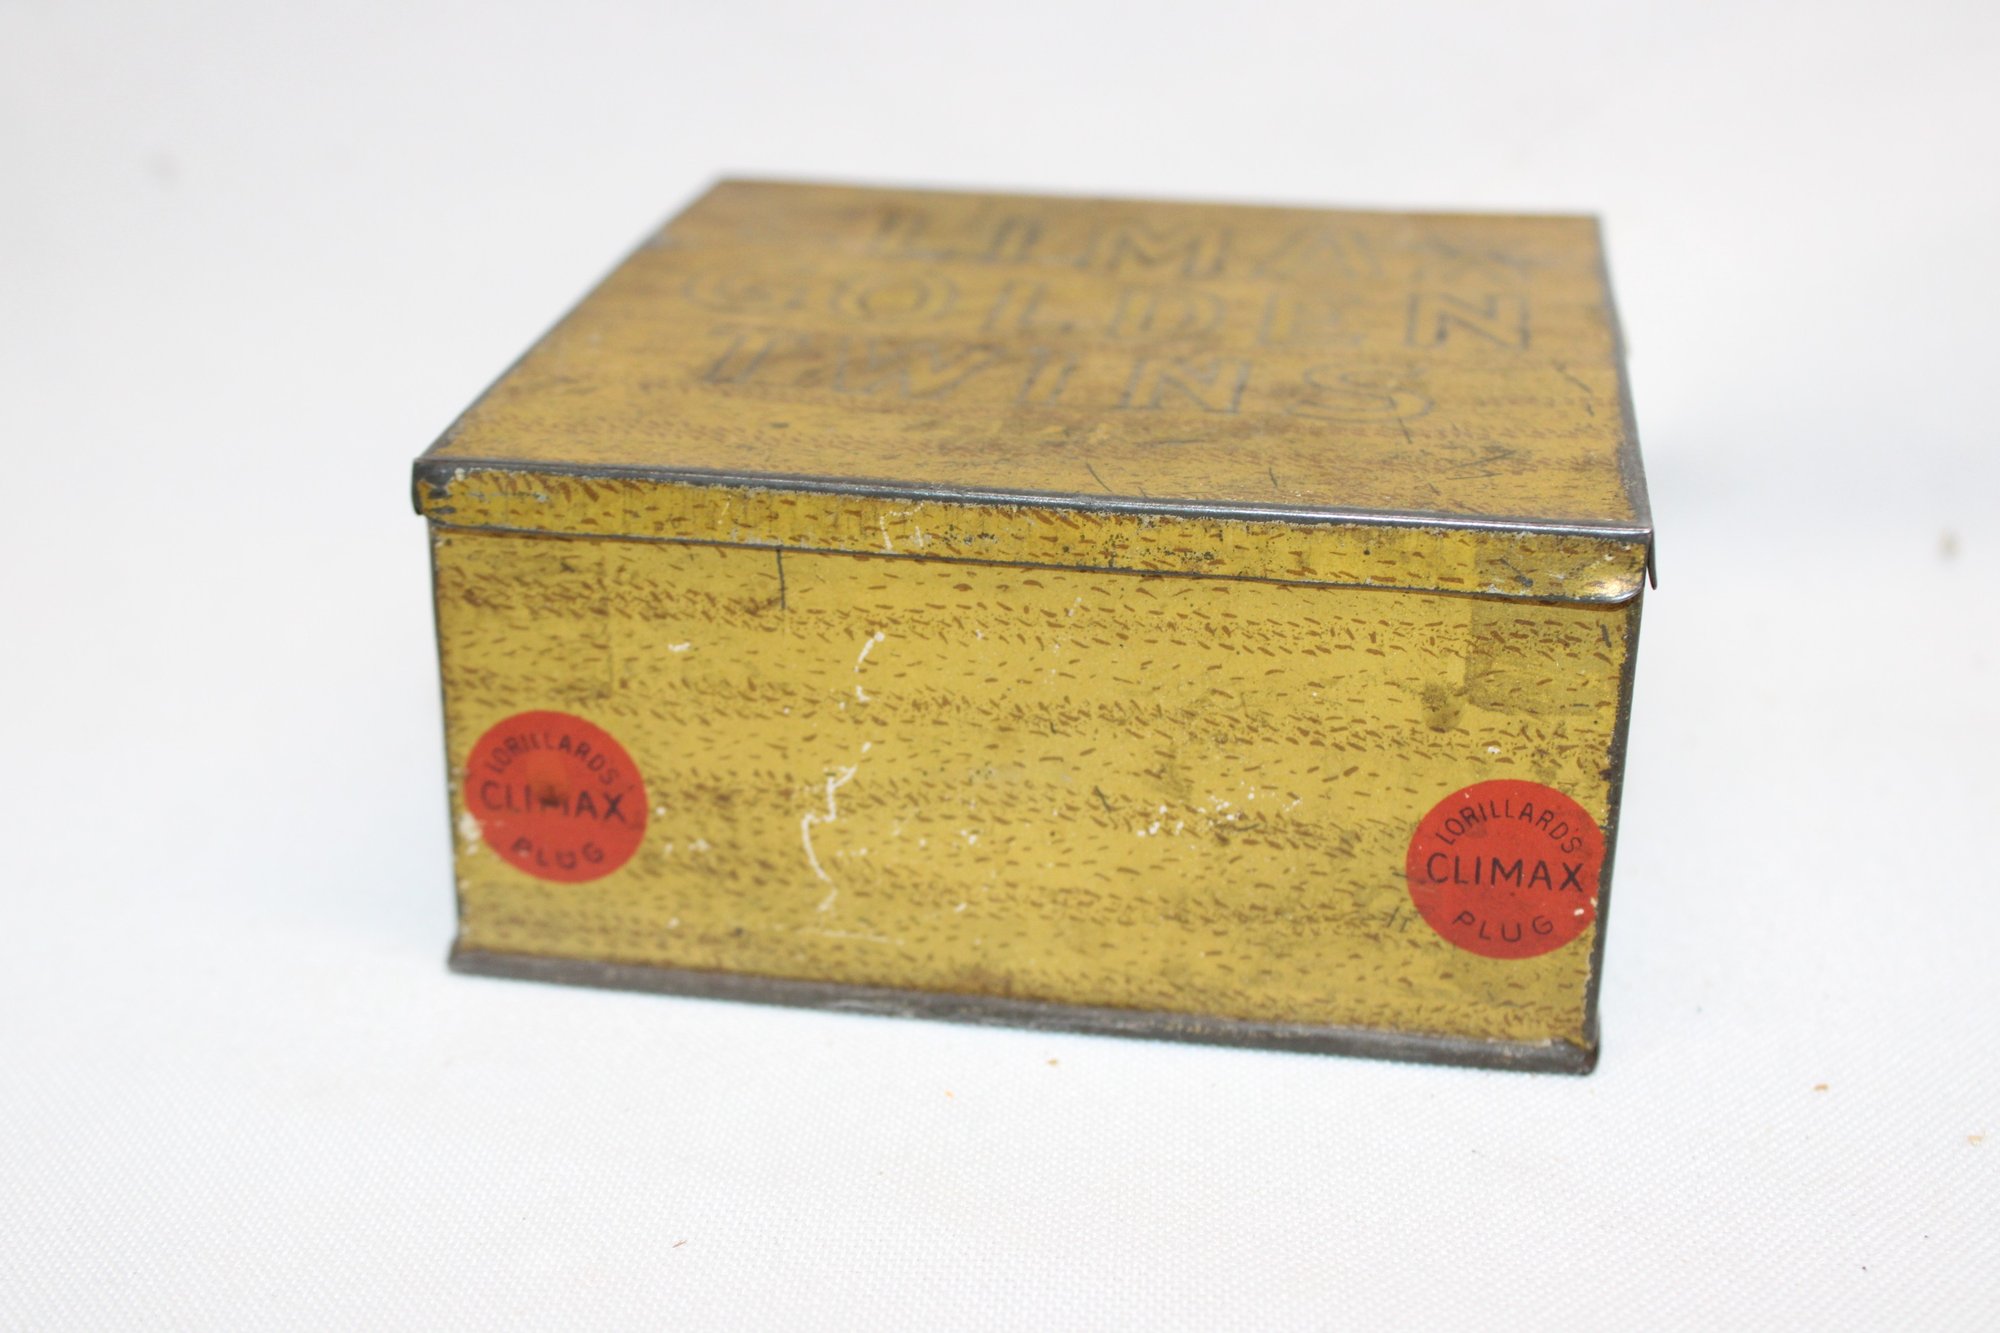 CLIMAX
GOLDEN
TWINS
LORILLARD'S
CLIMAX
PLUG
LORILLARD'S
CLIMAX
PLUG